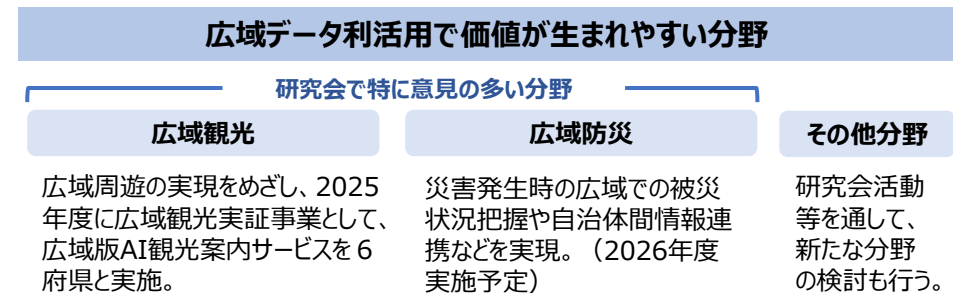 広域データ利活用で価値が生まれやすい分野
研究会で特に意見の多い分野
広域観光
広域周遊の実現をめざし、2025
年度に広域観光実証事業として、
広域版AI観光案内サービスを６
府県と実施。
広域防災
災害発生時の広域での被災
状況把握や自治体間情報連
携などを実現。（2026年度
実施予定）
その他分野
研究会活動
等を通して、
新たな分野
の検討も行う。